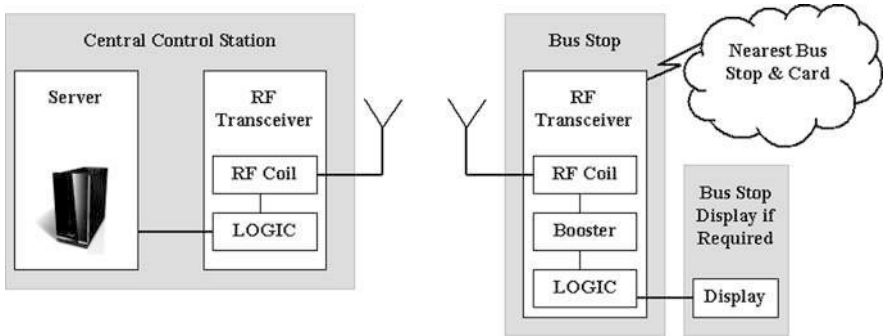 Central Control Station
Server
RF
Transceiver
RF Coil
LOGIC
Bus Stop
RF
Transceiver
RF Coil
Booster
LOGIC
Nearest Bus
Stop & Card
Bus Stop
Display if
Required
Display